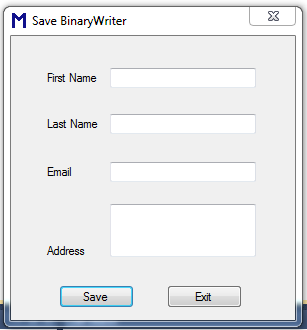 M Save BinaryWriter
First Name
Last Name
Email
Address
Save Exit